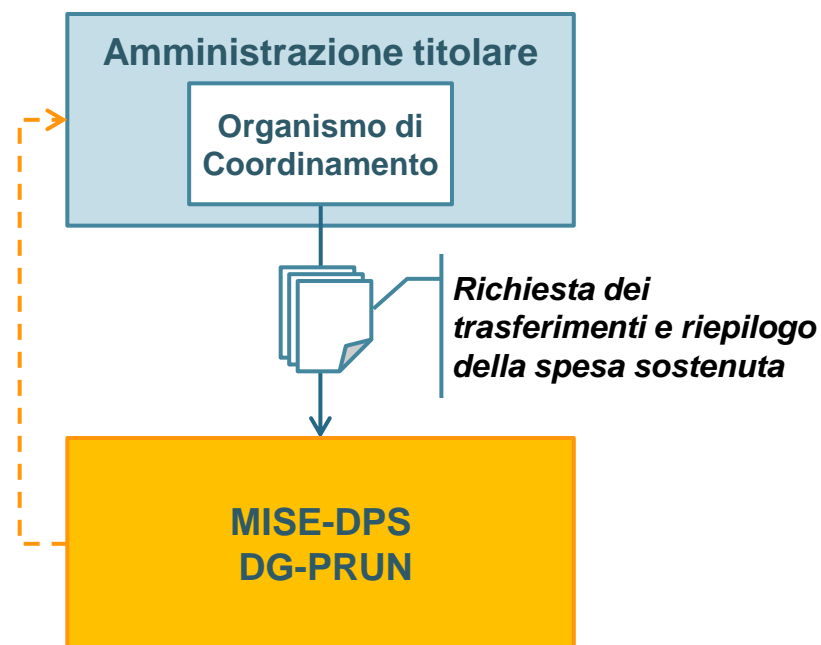 Amministrazione titolare
Organismo di
Coordinamento
Richiesta dei
trasferimenti e riepilogo
della spesa sostenuta
MISE-DPS
DG-PRUN